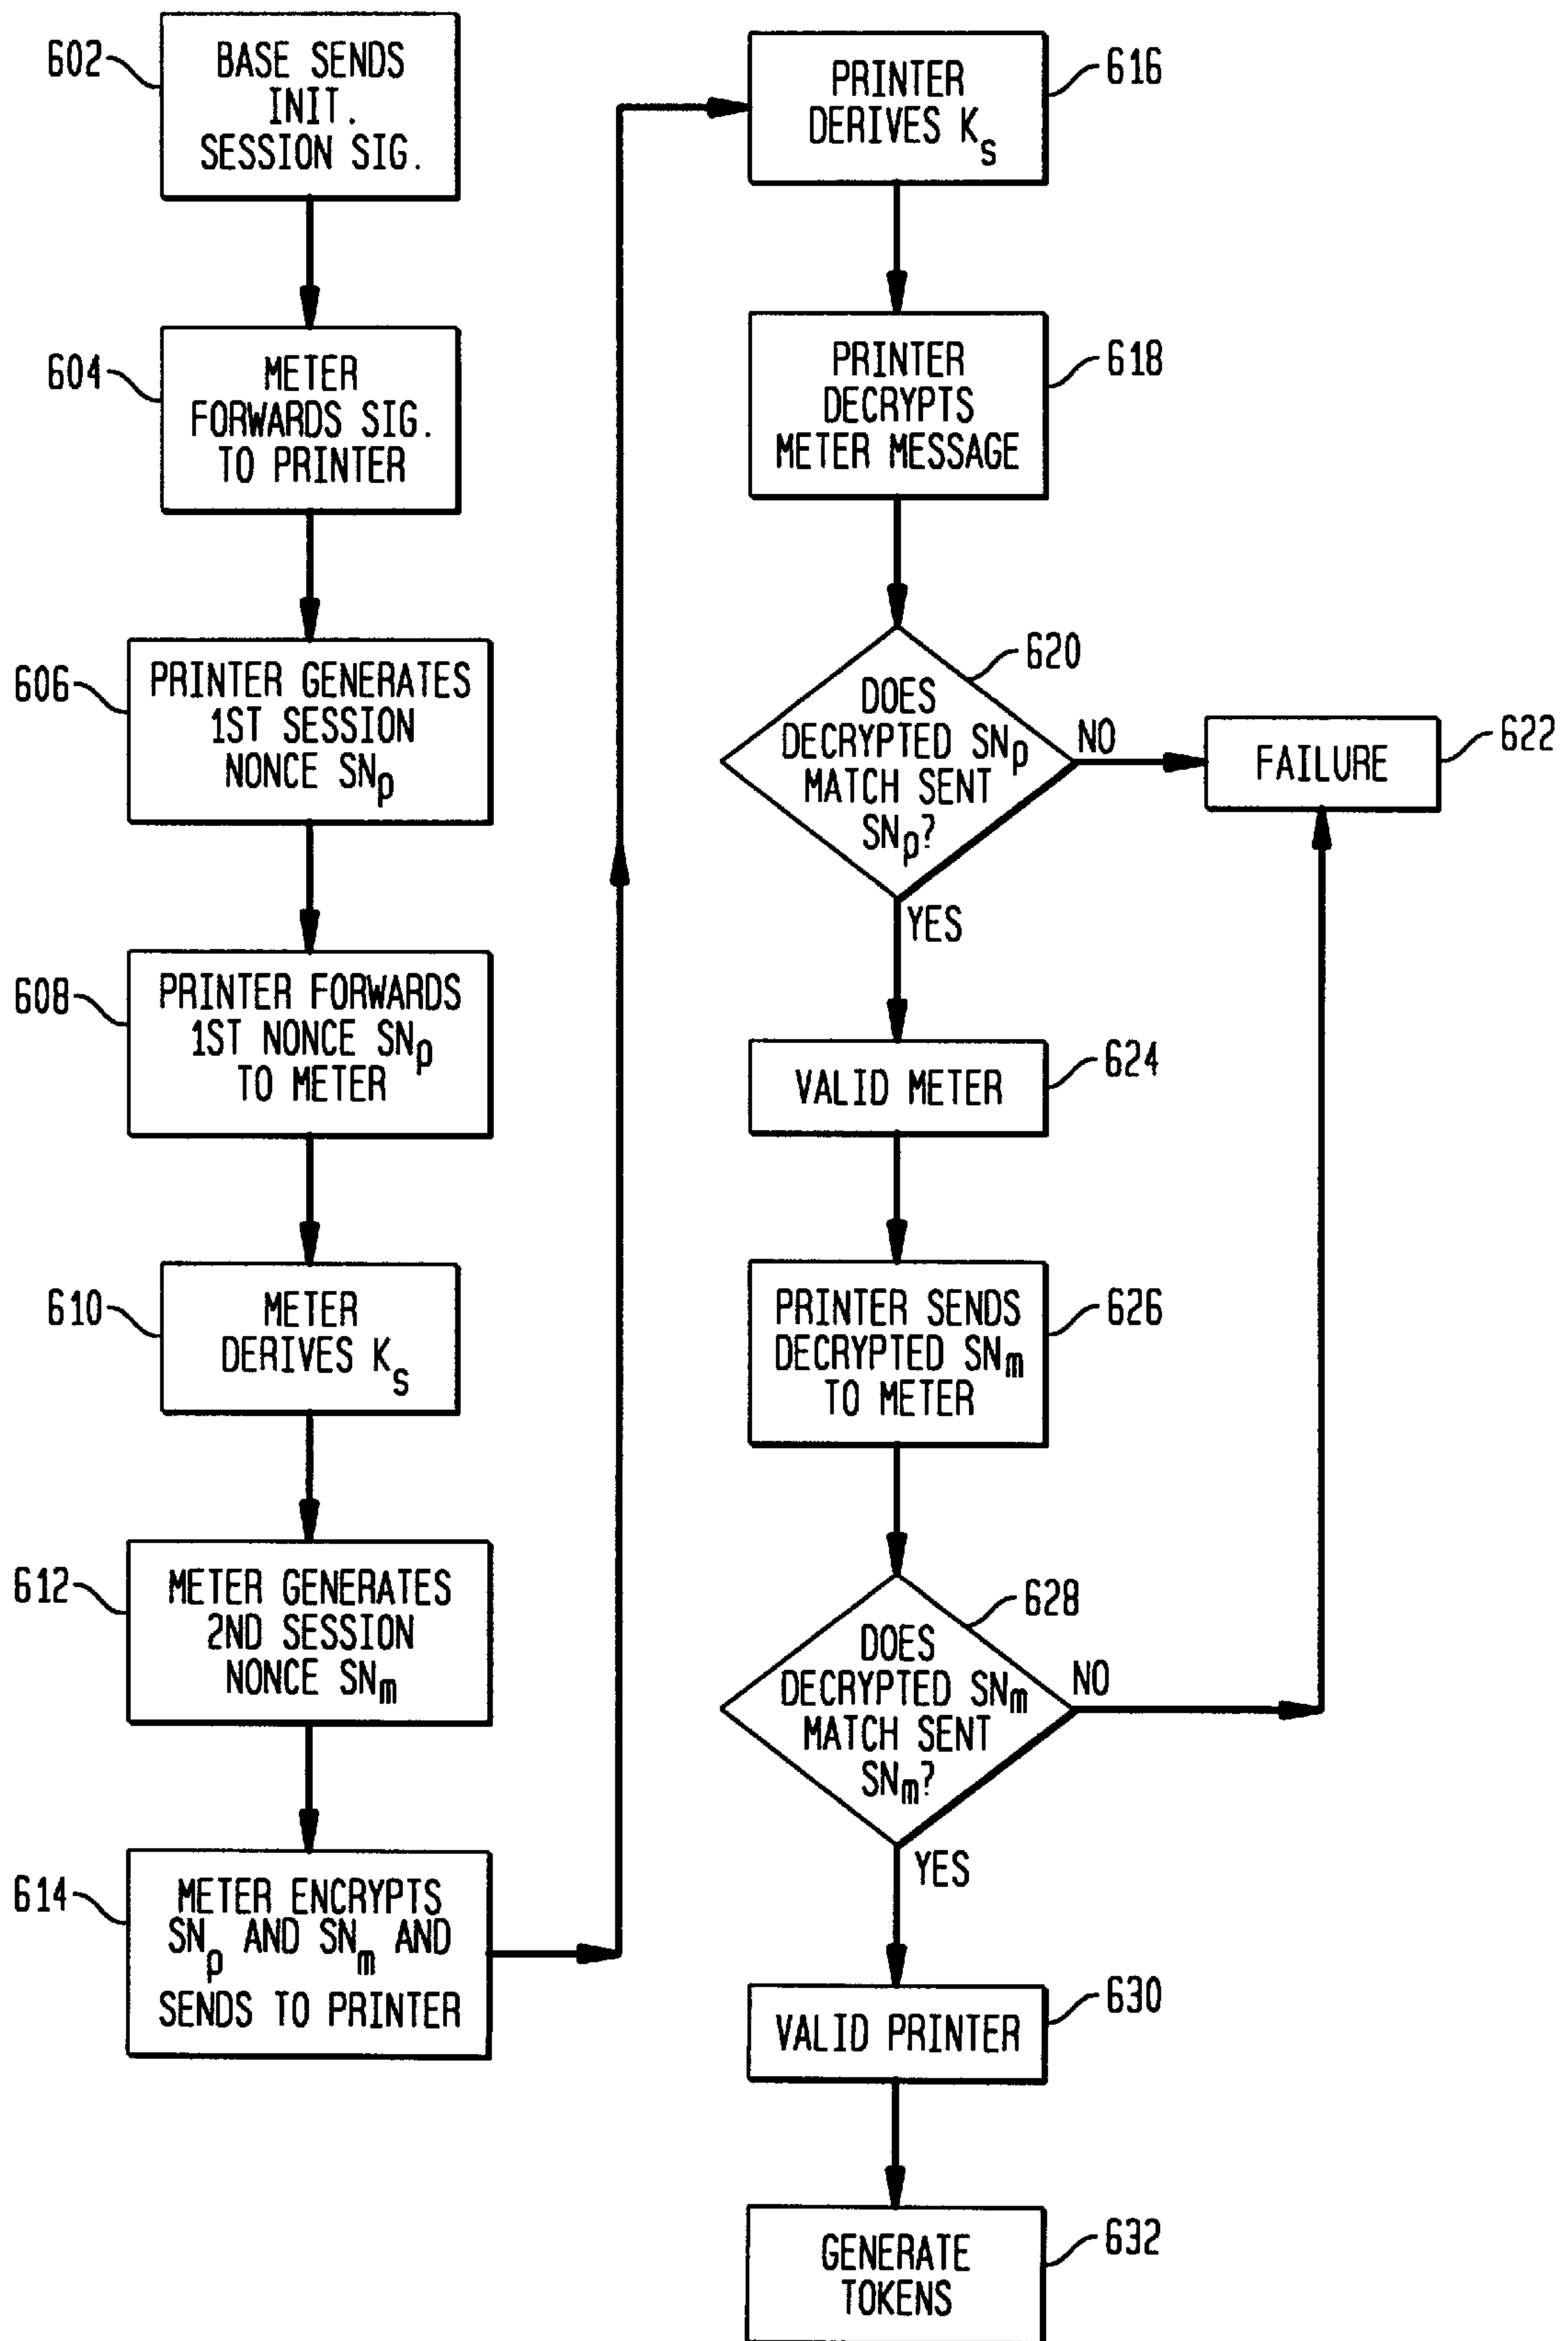 602
BASE SENDS
INIT.
SESSION SIG.
604
METER
FORWARDS SIG.
TO PRINTER
606
PRINTER GENERATES
1ST SESSION
NONCE SNp
608
PRINTER FORWARDS
1ST NONCE SNp
TO METER
610
METER
DERIVES Ks
612
METER GENERATES
2ND SESSION
NONCE SNm
614
METER ENCRYPTS
SNp AND SNm AND
SENDS TO PRINTER
616
PRINTER
DERIVES Ks
618
PRINTER
DECRYPTS
METER MESSAGE
620
DOES
DECRYPTED SNp
MATCH SENT
SNp?
NO
622
FAILURE
YES
624
VALID METER
626
PRINTER SENDS
DECRYPTED SNm
TO METER
628
DOES
DECRYPTED SNm
MATCH SENT
SNm?
NO
YES
630
VALID PRINTER
632
GENERATE
TOKENS